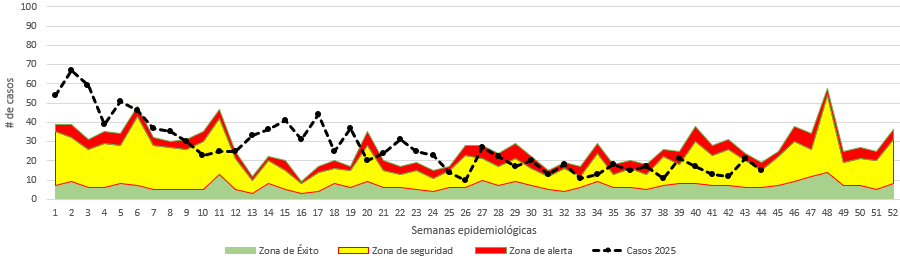 100
90
80
70
60
50
40
30
20
10
0
# de casos
1 2 3 4 5 6 7 8 9 10 11 12 13 14 15 16 17 18 19 20 21 22 23 24 25 26 27 28 29 30 31 32 33 34 35 36 37 38 39 40 41 42 43 44 45 46 47 48 49 50 51 52
Semanas epidemiológicas
Zona de Éxito Zona de seguridad Zona de alerta Casos 2025